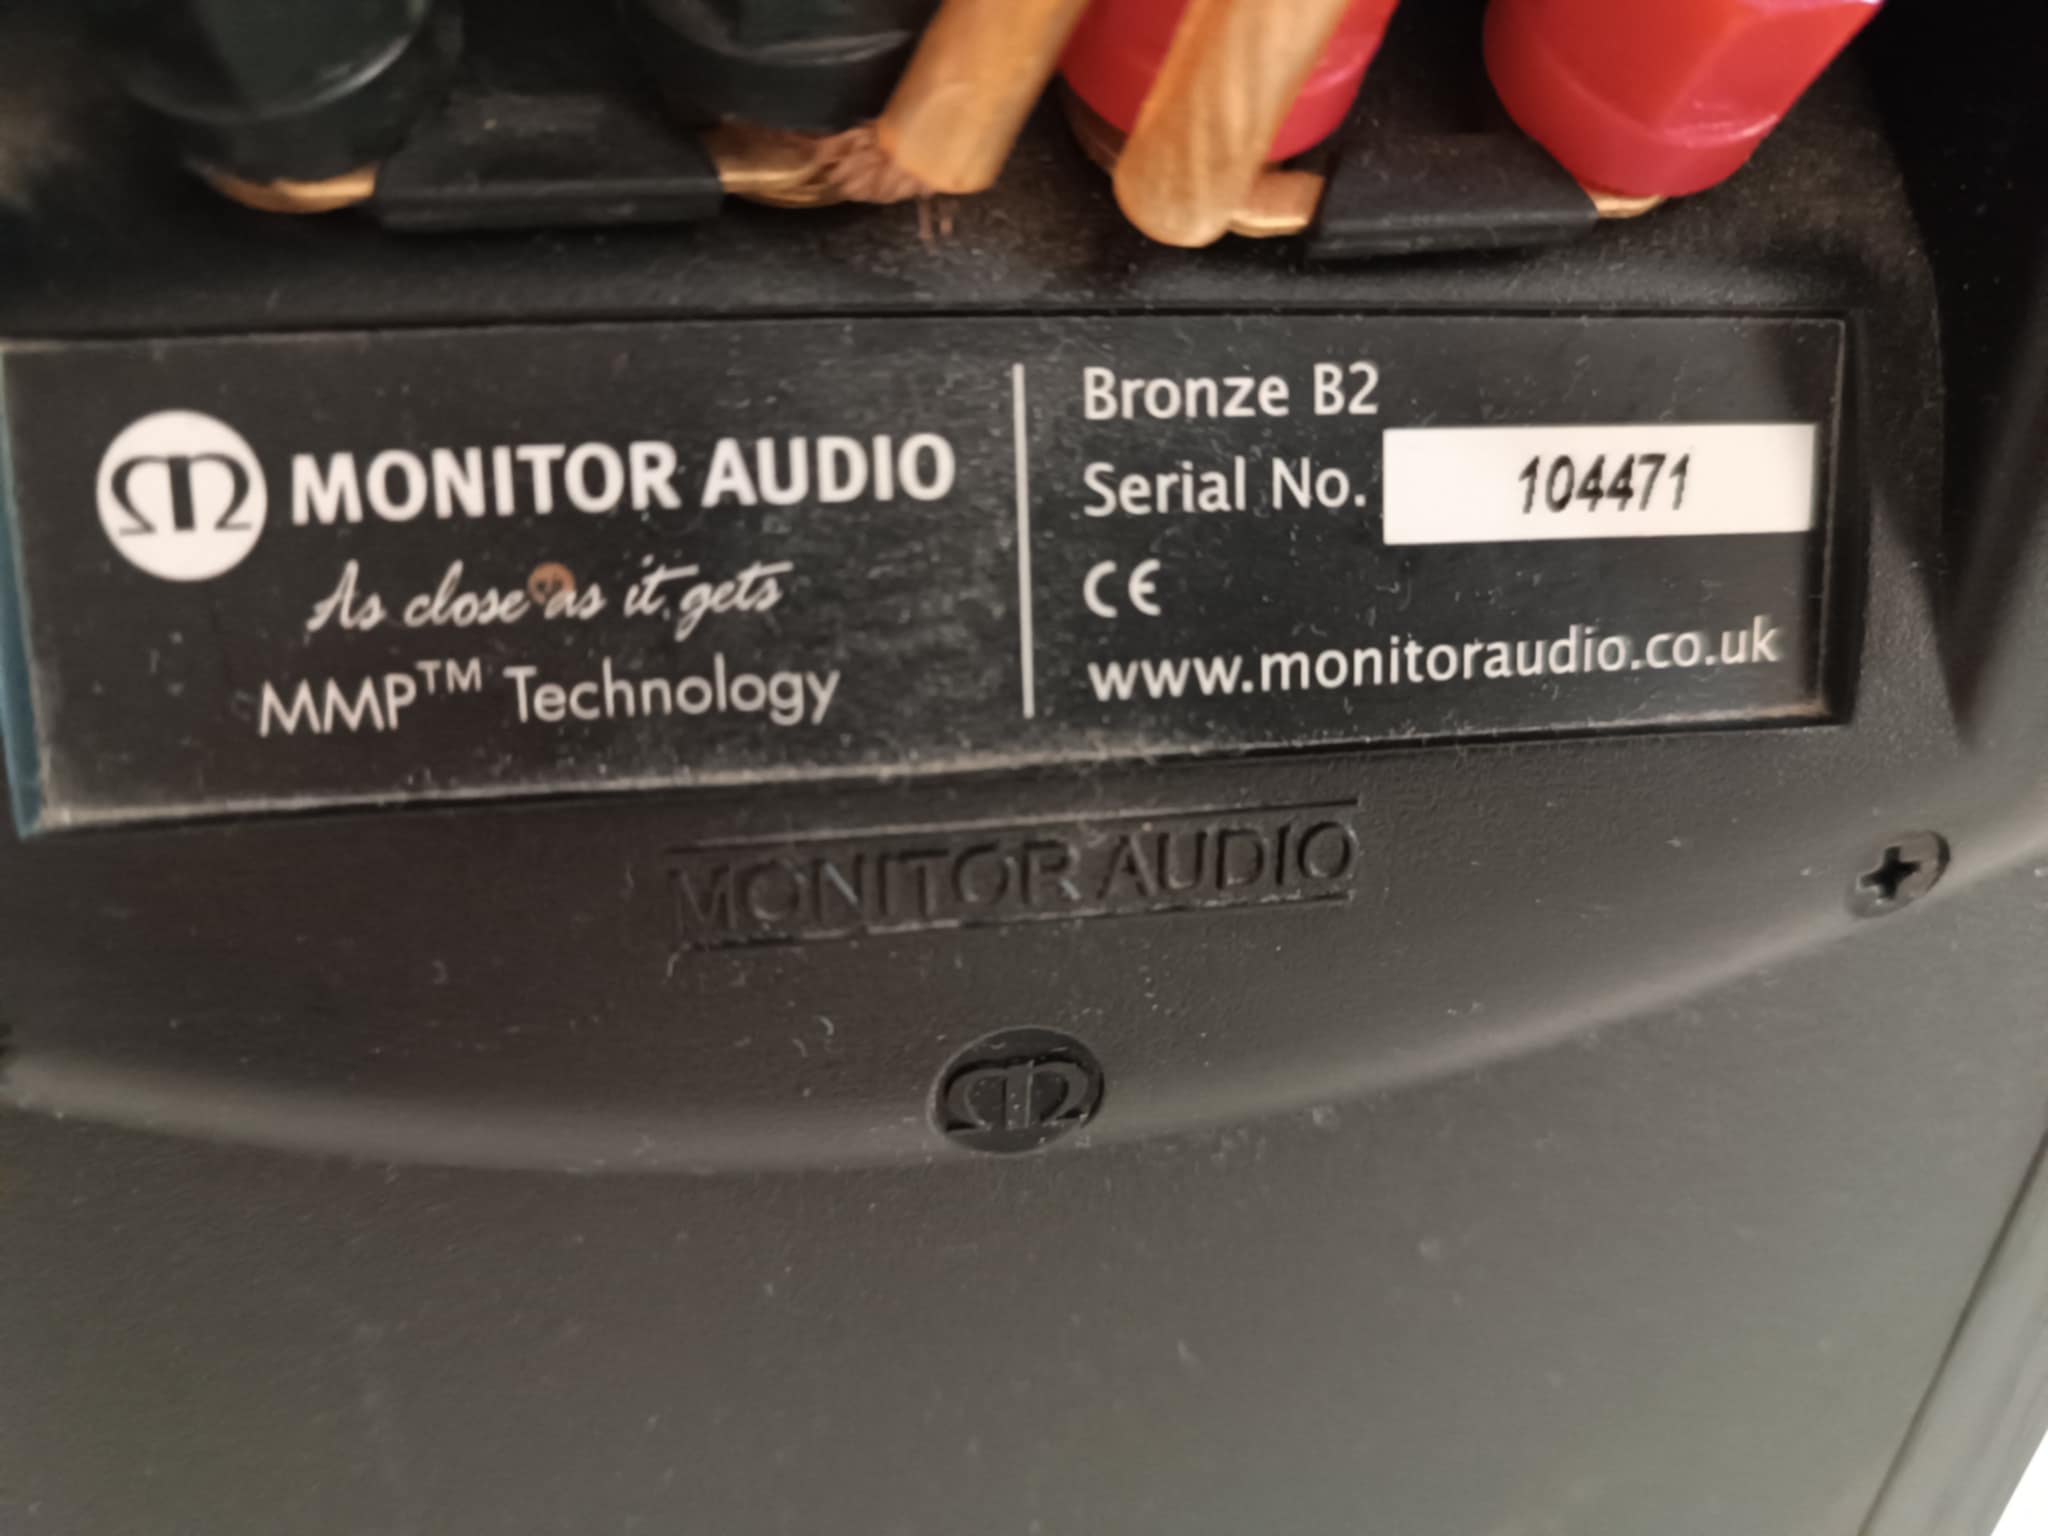 MONITOR AUDIO
As close as it gets
MMP™ Technology
Bronze B2
Serial No. 104471
CE
www.monitoraudio.co.uk
MONITOR AUDIO